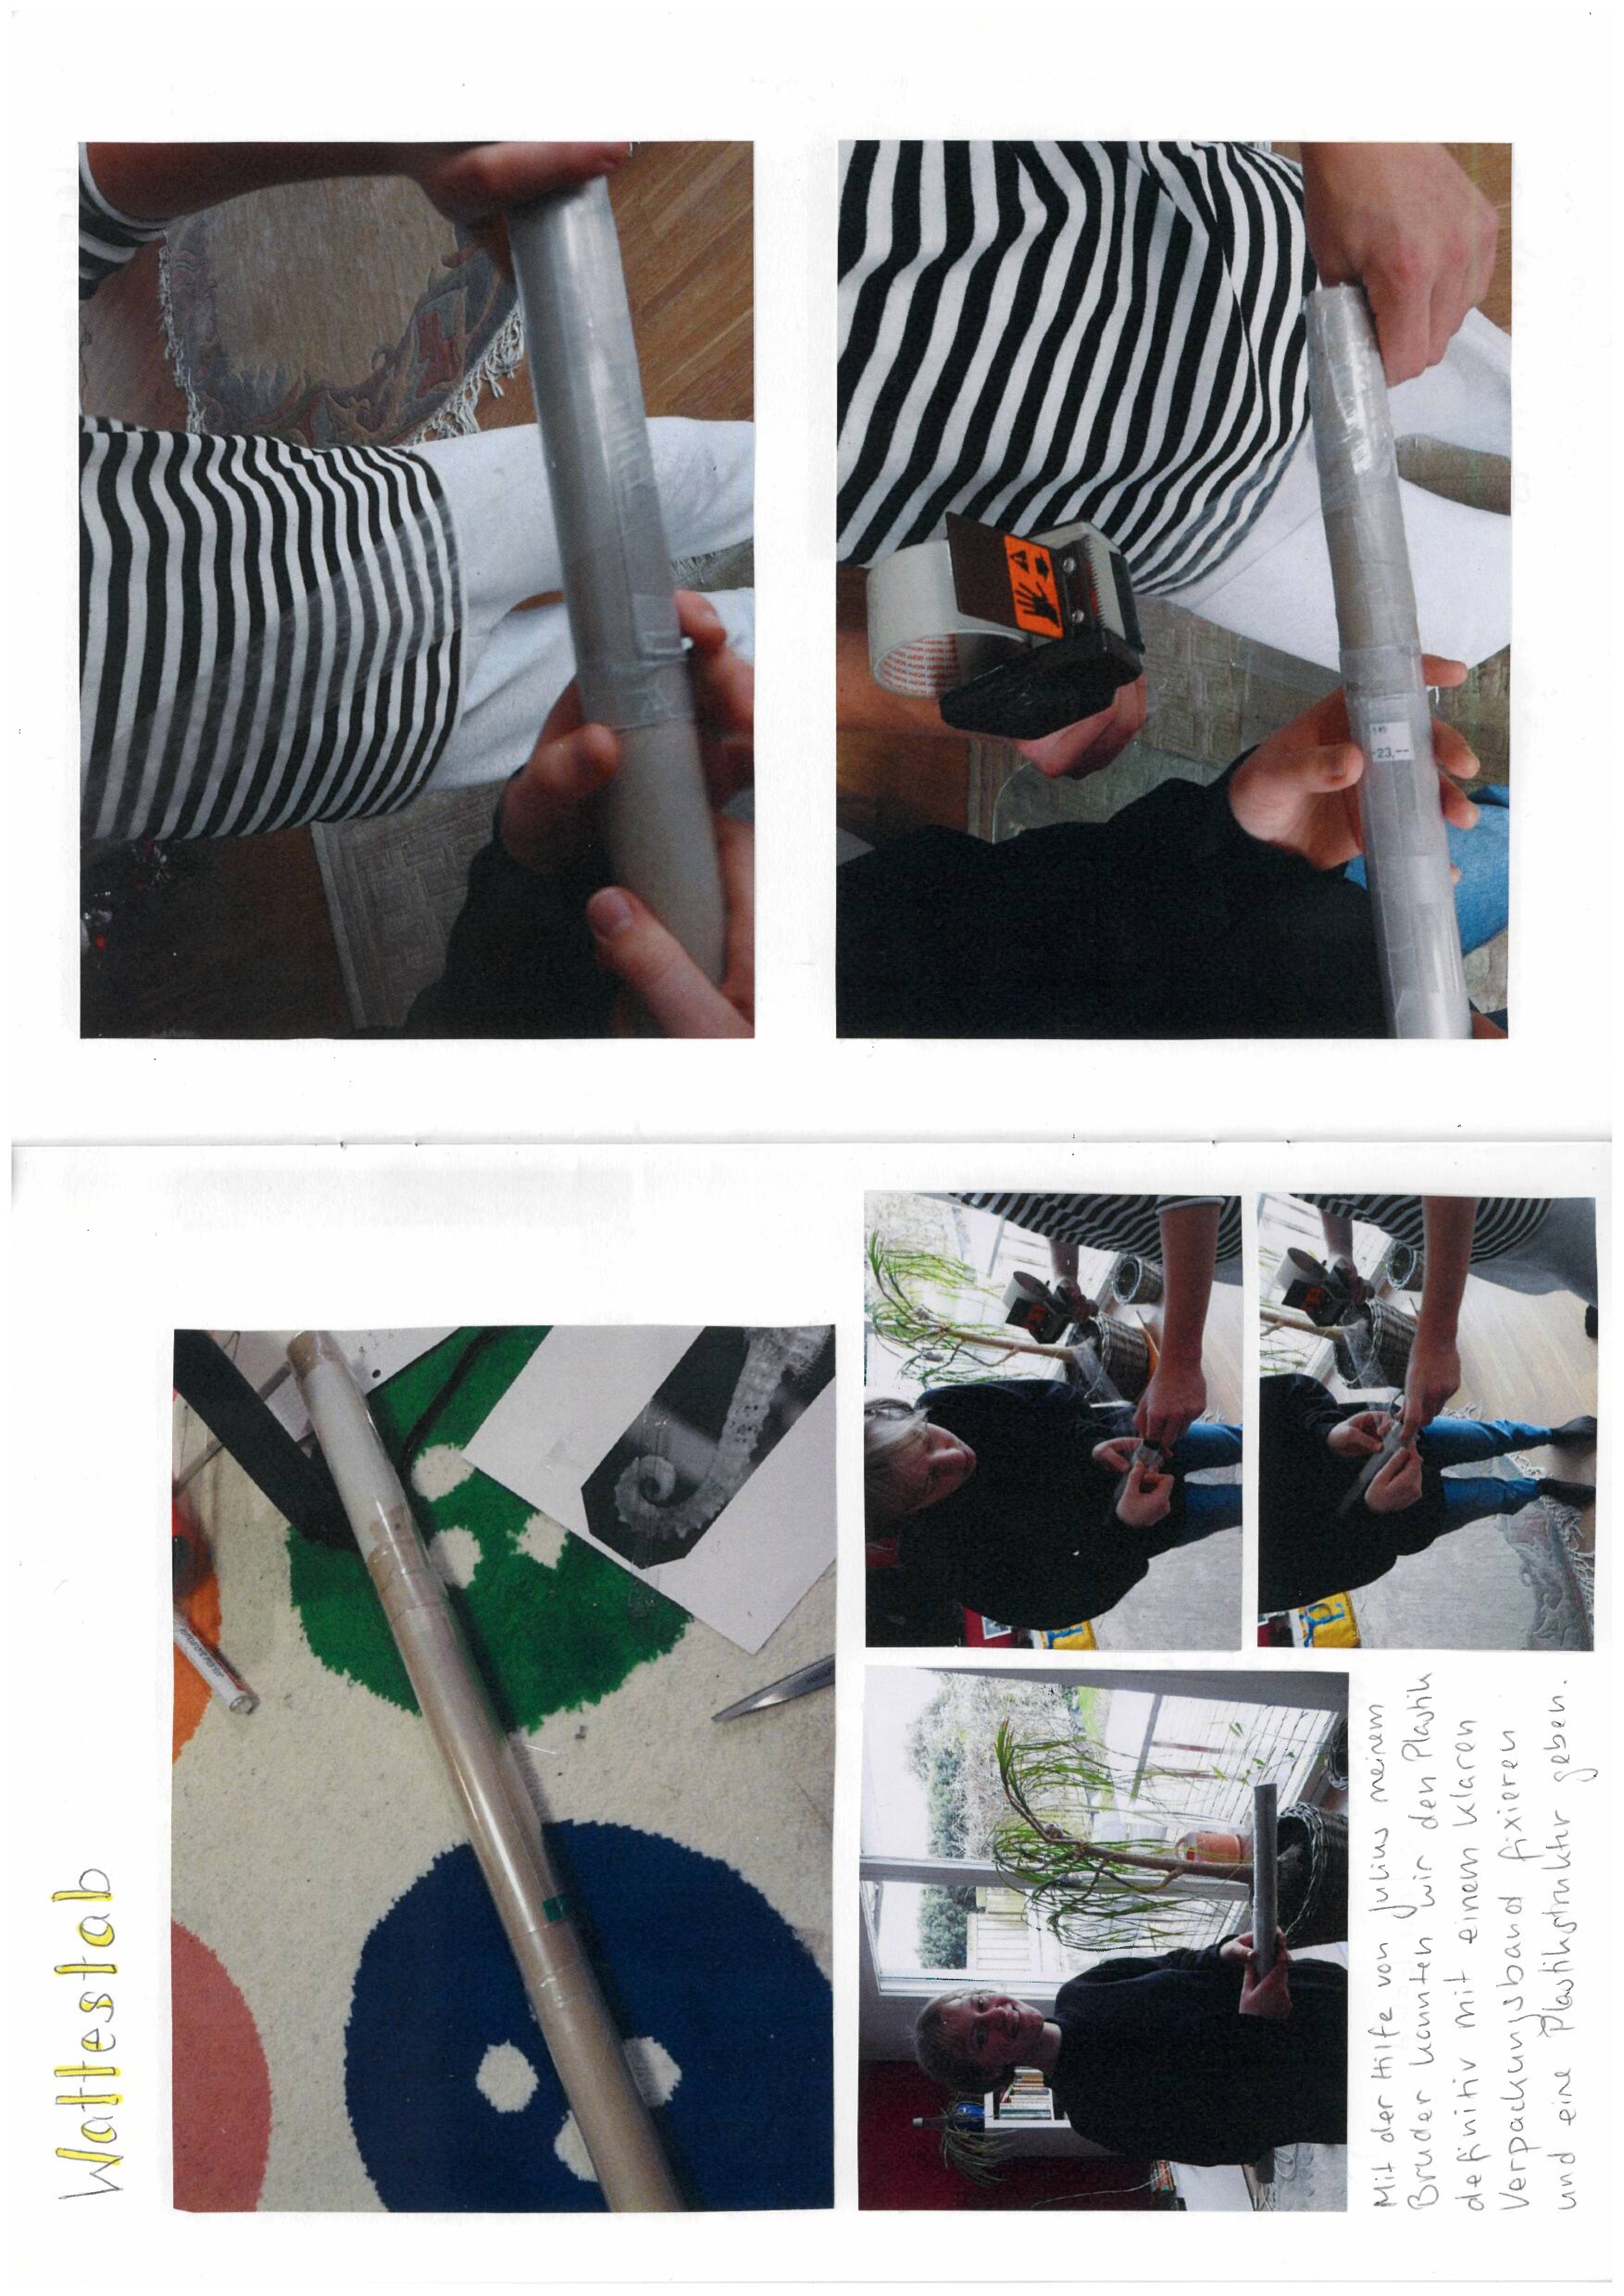 Wattestab
Mit der Hilfe von Julius meinem
Bruder konnten wir den Plastik
definitiv mit einem klaren
Verpackungsband fixieren
und eine Plastikstruktur geben.
23.—